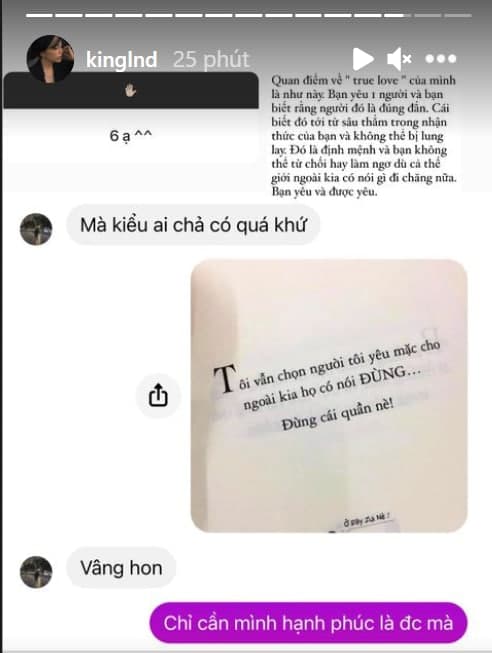 kinglnd 25 phút
6 ạ ^^
Quan điểm về " true love " của mình
là như này. Bạn yêu 1 người và bạn
biết rằng người đó là đúng đắn. Cái
biết đó tới từ sâu thẳm trong nhận
thức của bạn và không thể bị lung
lay. Đó là định mệnh và bạn không
thể từ chối hay làm ngơ dù cả thế
giới ngoài kia có nói gì đi chăng nữa.
Bạn yêu và được yêu.
Mà kiểu ai chả có quá khứ
Tôi vẫn chọn người tôi yêu mặc cho
ngoài kia họ có nói ĐỪNG...
Đừng cái quần nè!
Ở Đây Zui Nè !
Vâng hon
Chỉ cần mình hạnh phúc là đc mà